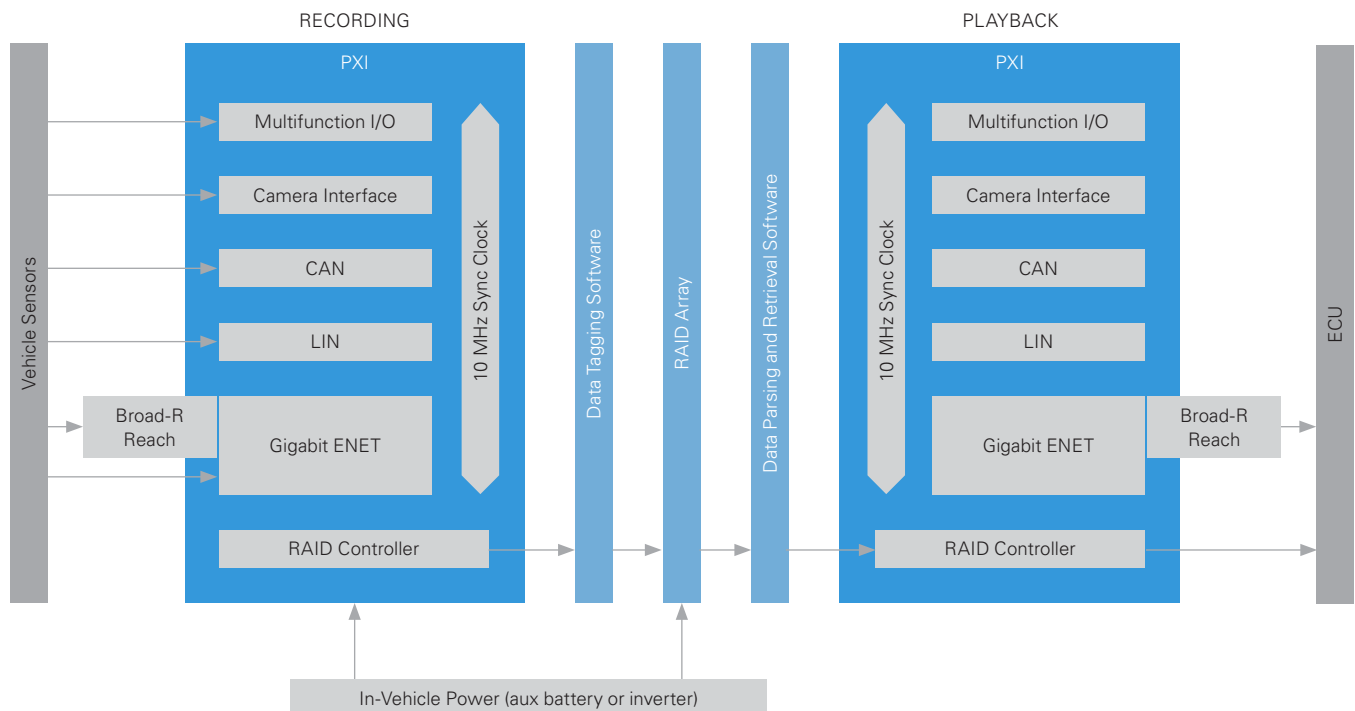 RECORDING
PLAYBACK
Vehicle Sensors
PXI
Multifunction I/O
Camera Interface
CAN
LIN
Broad-R
Reach
Gigabit ENET
RAID Controller
10 MHz Sync Clock
Data Tagging Software
RAID Array
Data Parsing and Retrieval Software
PXI
10 MHz Sync Clock
Multifunction I/O
Camera Interface
CAN
LIN
Gigabit ENET
Broad-R
Reach
RAID Controller
ECU
In-Vehicle Power (aux battery or inverter)